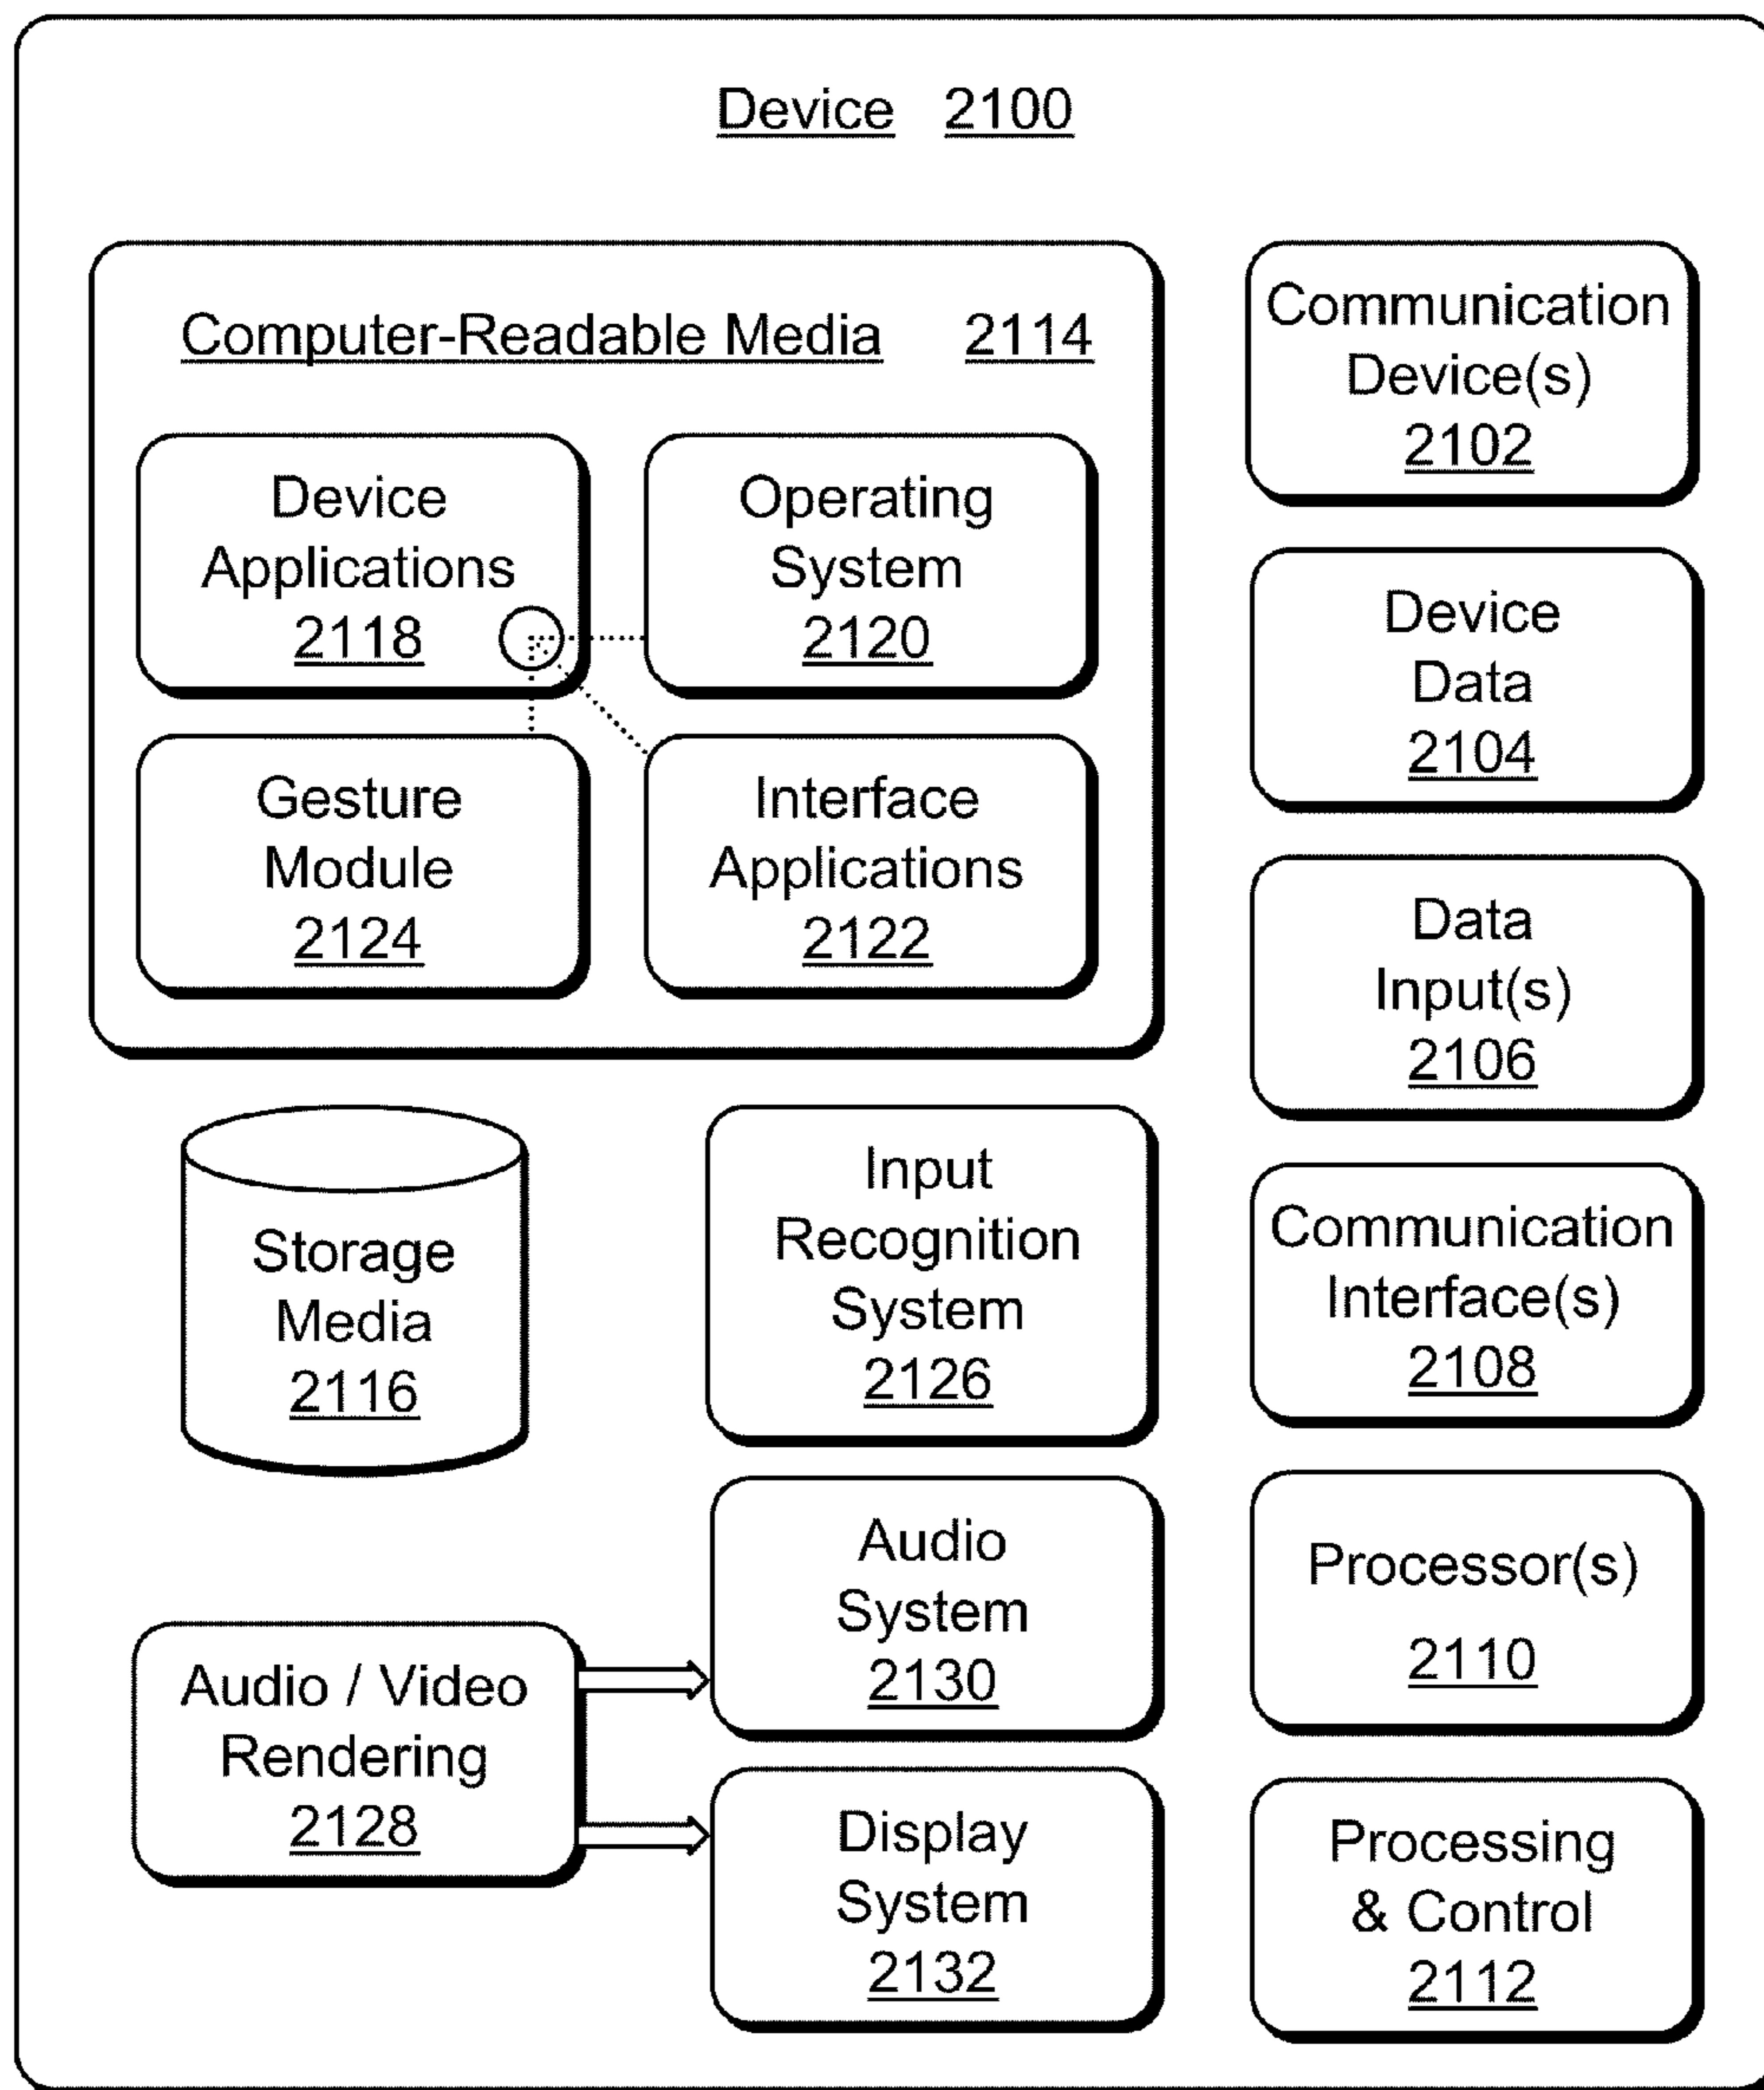 Device 2100
Computer-Readable Media 2114
Device
Applications
2118
Operating
System
2120
Gesture
Module
2124
Interface
Applications
2122
Storage
Media
2116
Input
Recognition
System
2126
Audio / Video
Rendering
2128
Audio
System
2130
Display
System
2132
Communication
Device(s)
2102
Device
Data
2104
Data
Input(s)
2106
Communication
Interface(s)
2108
Processor(s)
2110
Processing
& Control
2112